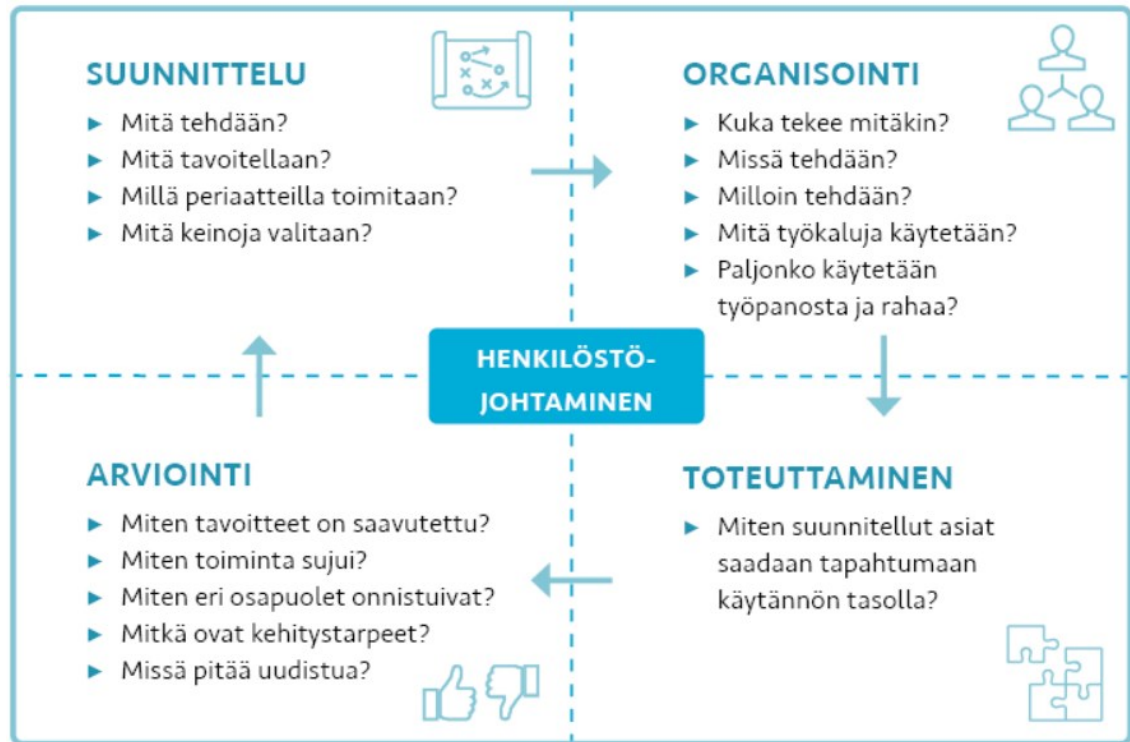 SUUNNITTELU
► Mitä tehdään?
► Mitä tavoitellaan?
► Millä periaatteilla toimitaan?
► Mitä keinoja valitaan?
ORGANISOINTI
► Kuka tekee mitäkin?
► Missä tehdään?
► Milloin tehdään?
► Mitä työkaluja käytetään?
► Paljonko käytetään
työpanosta ja rahaa?
HENKILÖSTÖ-
JOHTAMINEN
ARVIOINTI
► Miten tavoitteet on saavutettu?
► Miten toiminta sujui?
► Miten eri osapuolet onnistuivat?
► Mitkä ovat kehitystarpeet?
► Missä pitää uudistua?
TOTEUTTAMINEN
► Miten suunnitellut asiat
saadaan tapahtumaan
käytännön tasolla?